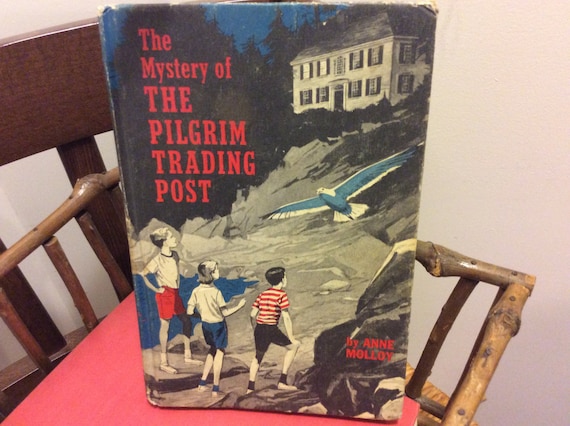 The
Mystery of
THE
PILGRIM
TRADING
POST
by ANNE
MOLLOY